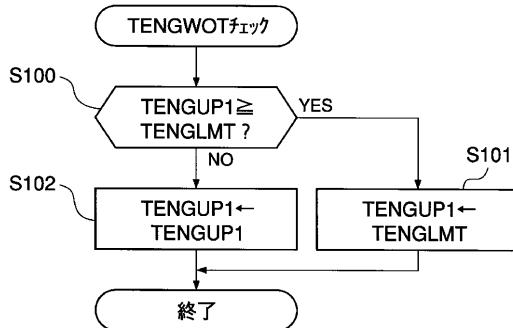 TENGWOTﾁｪｯｸ
S100
TENGUP1≧
TENGLMT ?
YES
NO
S101
S102
TENGUP1←
TENGUP1
TENGUP1←
TENGLMT
終了